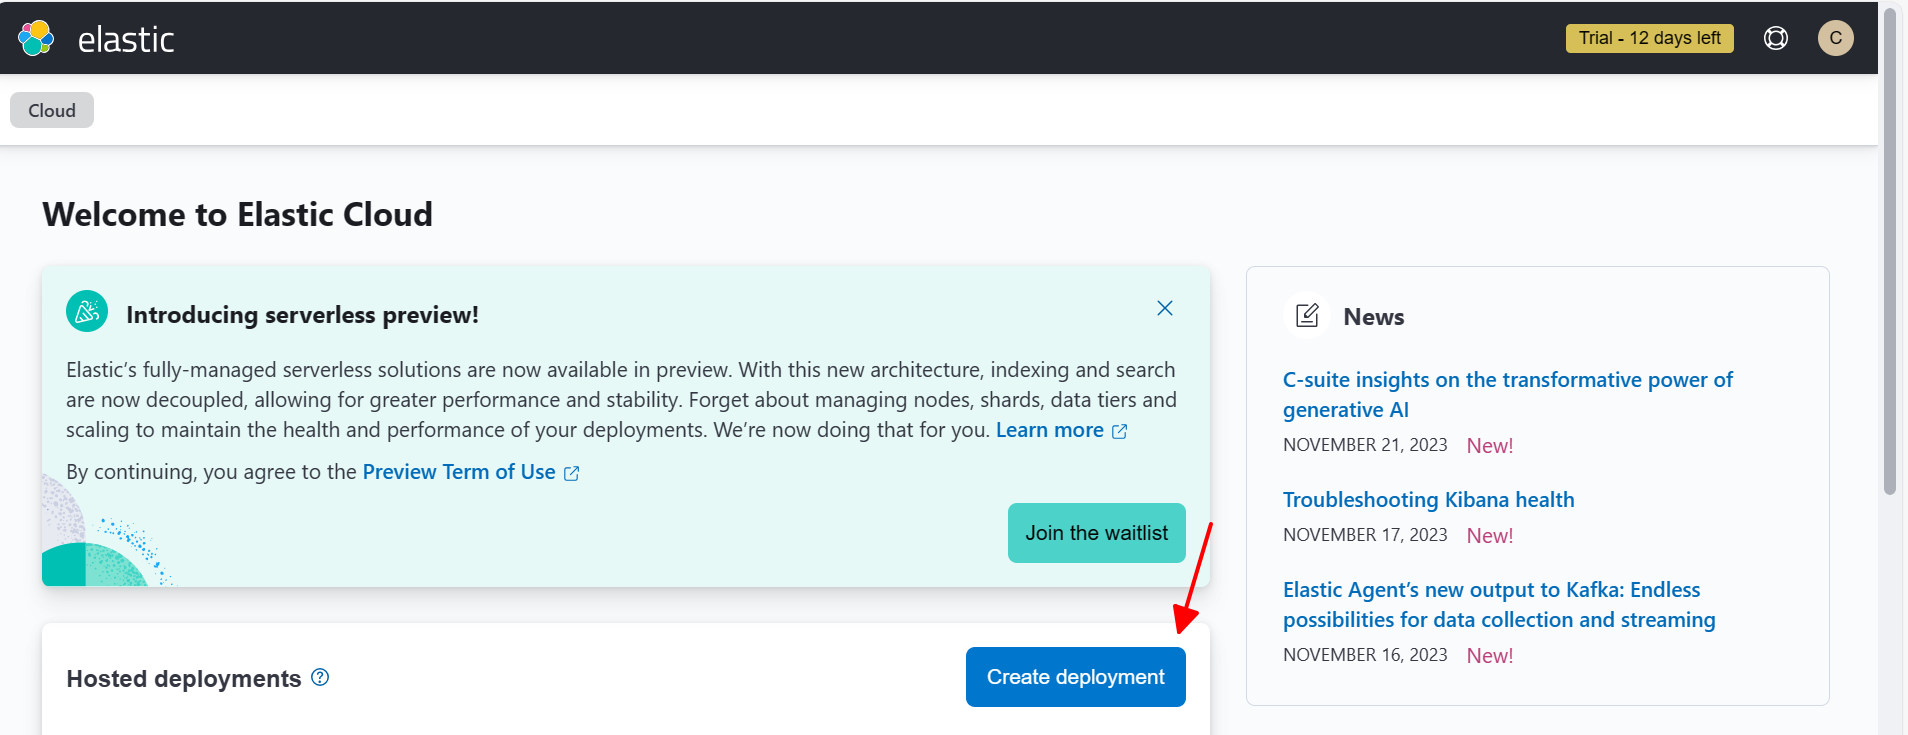 elastic
Trial - 12 days left
C
Cloud
Welcome to Elastic Cloud
Introducing serverless preview!
Elastic’s fully-managed serverless solutions are now available in preview. With this new architecture, indexing and search
are now decoupled, allowing for greater performance and stability. Forget about managing nodes, shards, data tiers and
scaling to maintain the health and performance of your deployments. We’re now doing that for you. Learn more
By continuing, you agree to the Preview Term of Use
Join the waitlist
Hosted deployments
Create deployment
News
C-suite insights on the transformative power of
generative AI
NOVEMBER 21, 2023 New!
Troubleshooting Kibana health
NOVEMBER 17, 2023 New!
Elastic Agent’s new output to Kafka: Endless
possibilities for data collection and streaming
NOVEMBER 16, 2023 New!